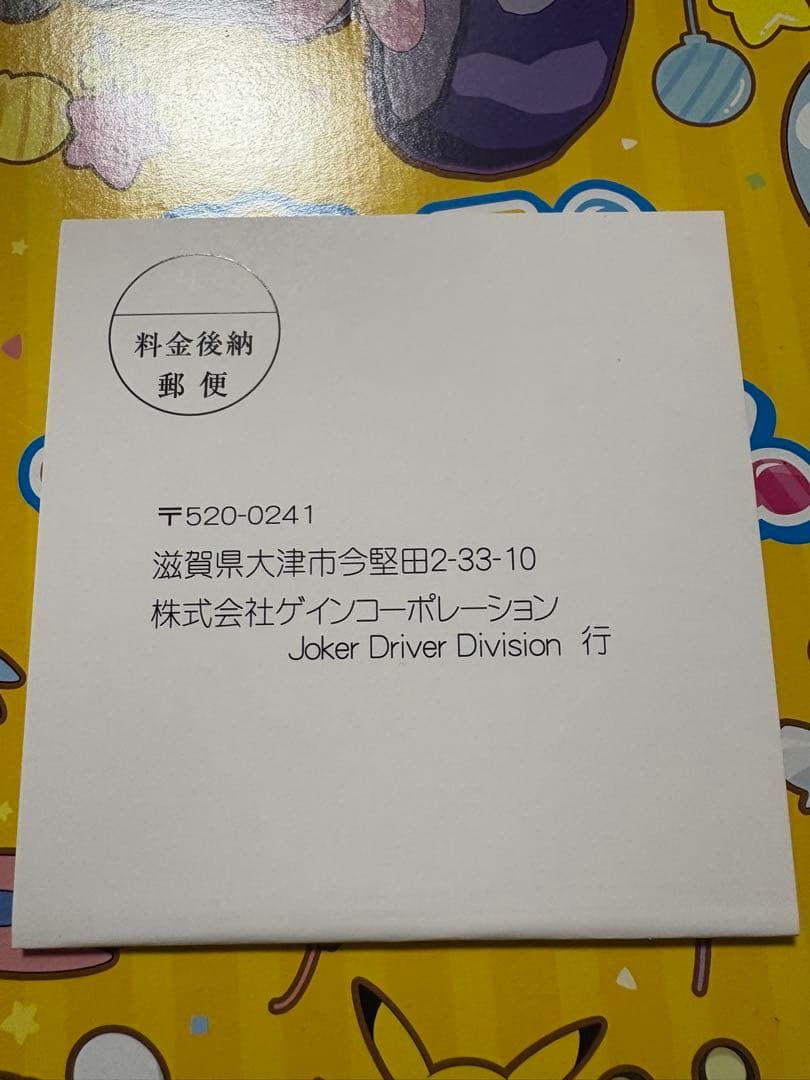 料金後納
郵便
〒520-0241
滋賀県大津市今堅田2-33-10
株式会社ゲインコーポレーション
Joker Driver Division 行